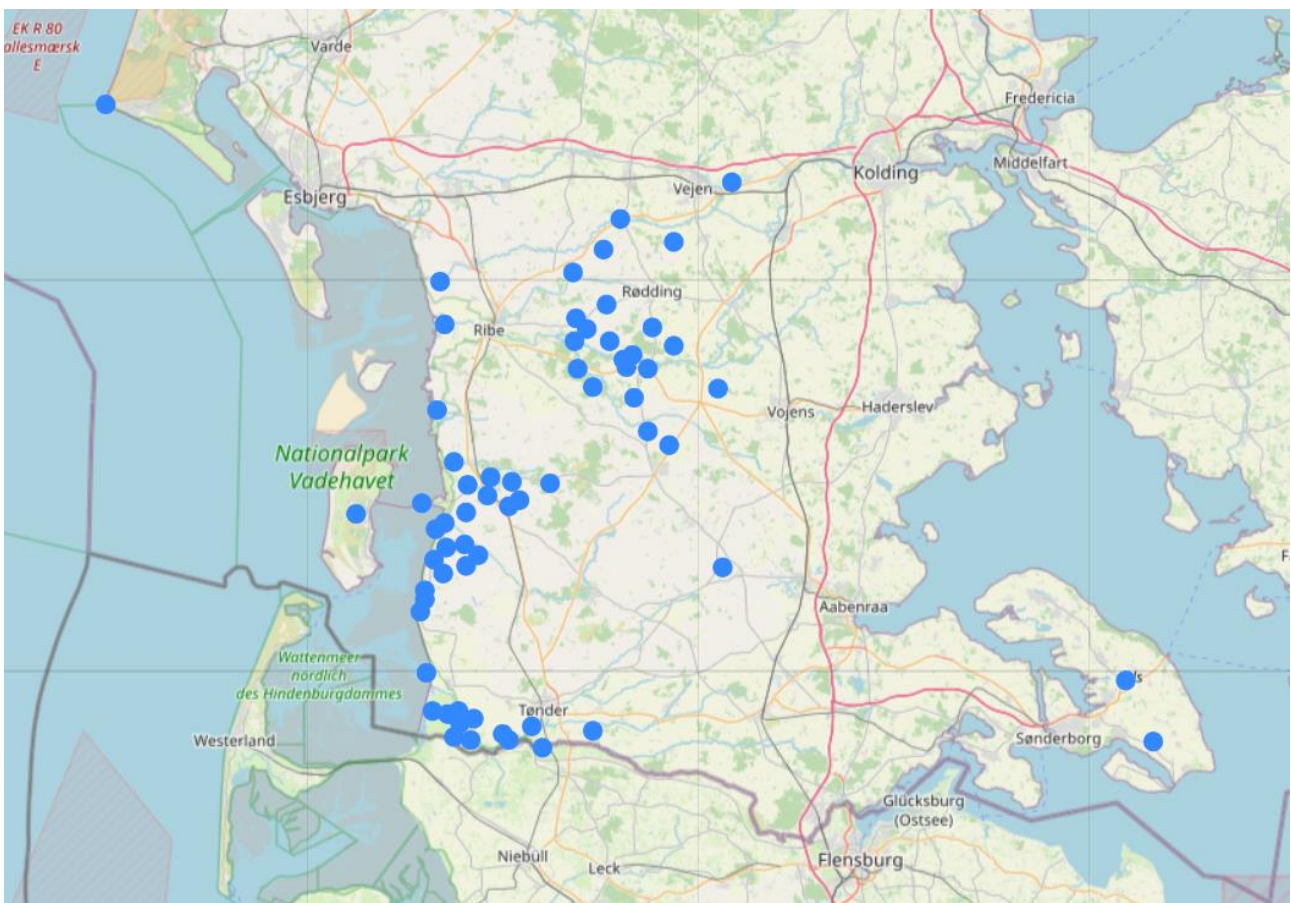 EK R 80
allesmærsk
E
Varde
Fredericia
Middelfart
Kolding
Vejen
Esbjerg
Rødding
Ribe
Vojens
Haderslev
Nationalpark
Vadehavet
Aabenraa
Wattenmeer
nördlich
des Hindenburgdammes
ls
Tønder
Westerland
Sønderborg
Glücksburg
(Ostsee)
Niebüll
Leck
Flensburg